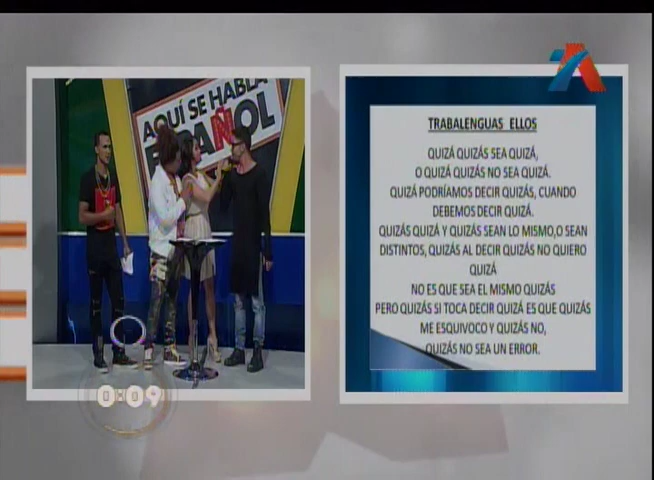 AQUÍ SE HABLA
ESPAÑOL
0:09
TRABALENGUAS ELLOS
QUIZÁ QUIZÁS SEA QUIZÁ,
O QUIZÁ QUIZÁS NO SEA QUIZÁ.
QUIZÁ PODRÍAMOS DECIR QUIZÁS, CUANDO
DEBEMOS DECIR QUIZÁ.
QUIZÁS QUIZÁ Y QUIZÁS SEAN LO MISMO,O SEAN
DISTINTOS, QUIZÁS AL DECIR QUIZÁS NO QUIERO
QUIZÁ
NO ES QUE SEA EL MISMO QUIZÁS
PERO QUIZÁS SI TOCA DECIR QUIZÁ ES QUE QUIZÁS
ME ESQUIVOCO Y QUIZÁS NO,
QUIZÁS NO SEA UN ERROR.